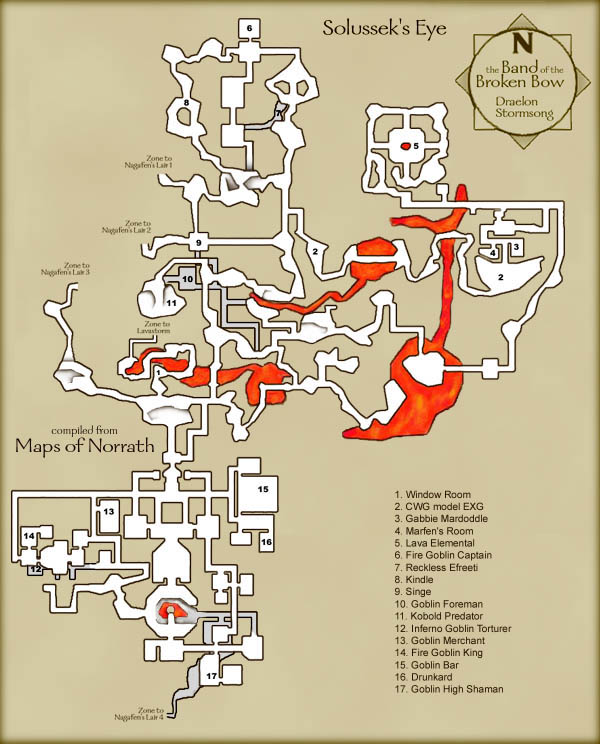 Solussek's Eye
N
the Band of the
Broken Bow
Draelon
Stormsong
6
8
7
5
Zone to
Nagafen's Lair 1
Zone to
Nagafen's Lair 2
9
2
4
3
2
Zone to
Nagafen's Lair 3
10
11
Zone to
Lavastorm
1
compiled from
Maps of Norrath
15
13
14
16
12
17
Zone to
Nagafen's Lair 4
1. Window Room
2. CWG model EXG
3. Gabbie Mardoddle
4. Marfen's Room
5. Lava Elemental
6. Fire Goblin Captain
7. Reckless Efreeti
8. Kindle
9. Singe
10. Goblin Foreman
11. Kobold Predator
12. Inferno Goblin Torturer
13. Goblin Merchant
14. Fire Goblin King
15. Goblin Bar
16. Drunkard
17. Goblin High Shaman